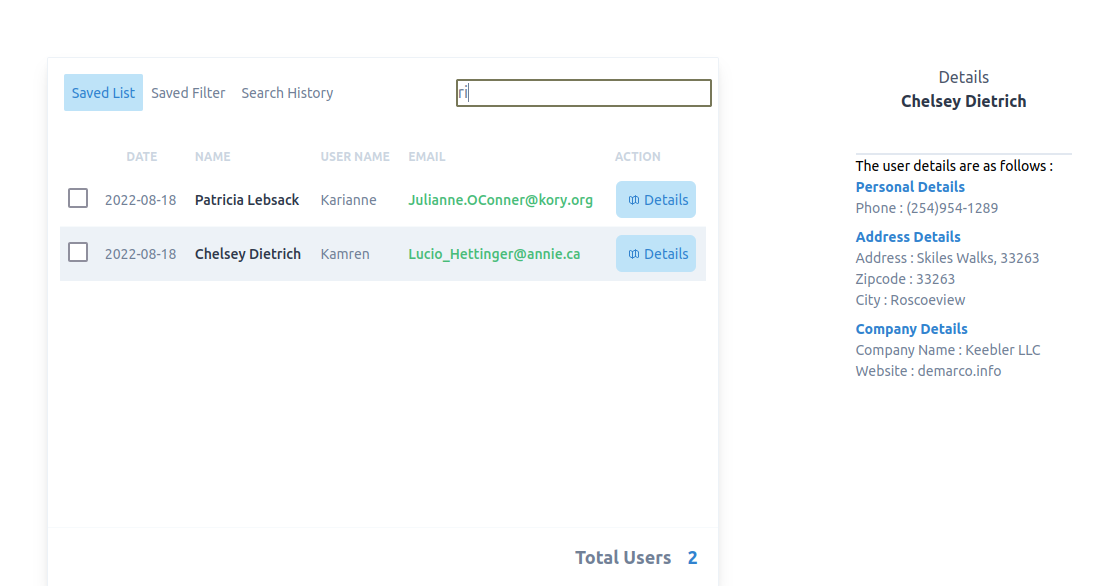 Saved List Saved Filter Search History ri
DATE NAME USER NAME EMAIL ACTION
2022-08-18 Patricia Lebsack Karianne Julianne.OConner@kory.org Details
2022-08-18 Chelsey Dietrich Kamren Lucio_Hettinger@annie.ca Details
Total Users 2
Details
Chelsey Dietrich
The user details are as follows :
Personal Details
Phone : (254)954-1289
Address Details
Address : Skiles Walks, 33263
Zipcode : 33263
City : Roscoeview
Company Details
Company Name : Keebler LLC
Website : demarco.info